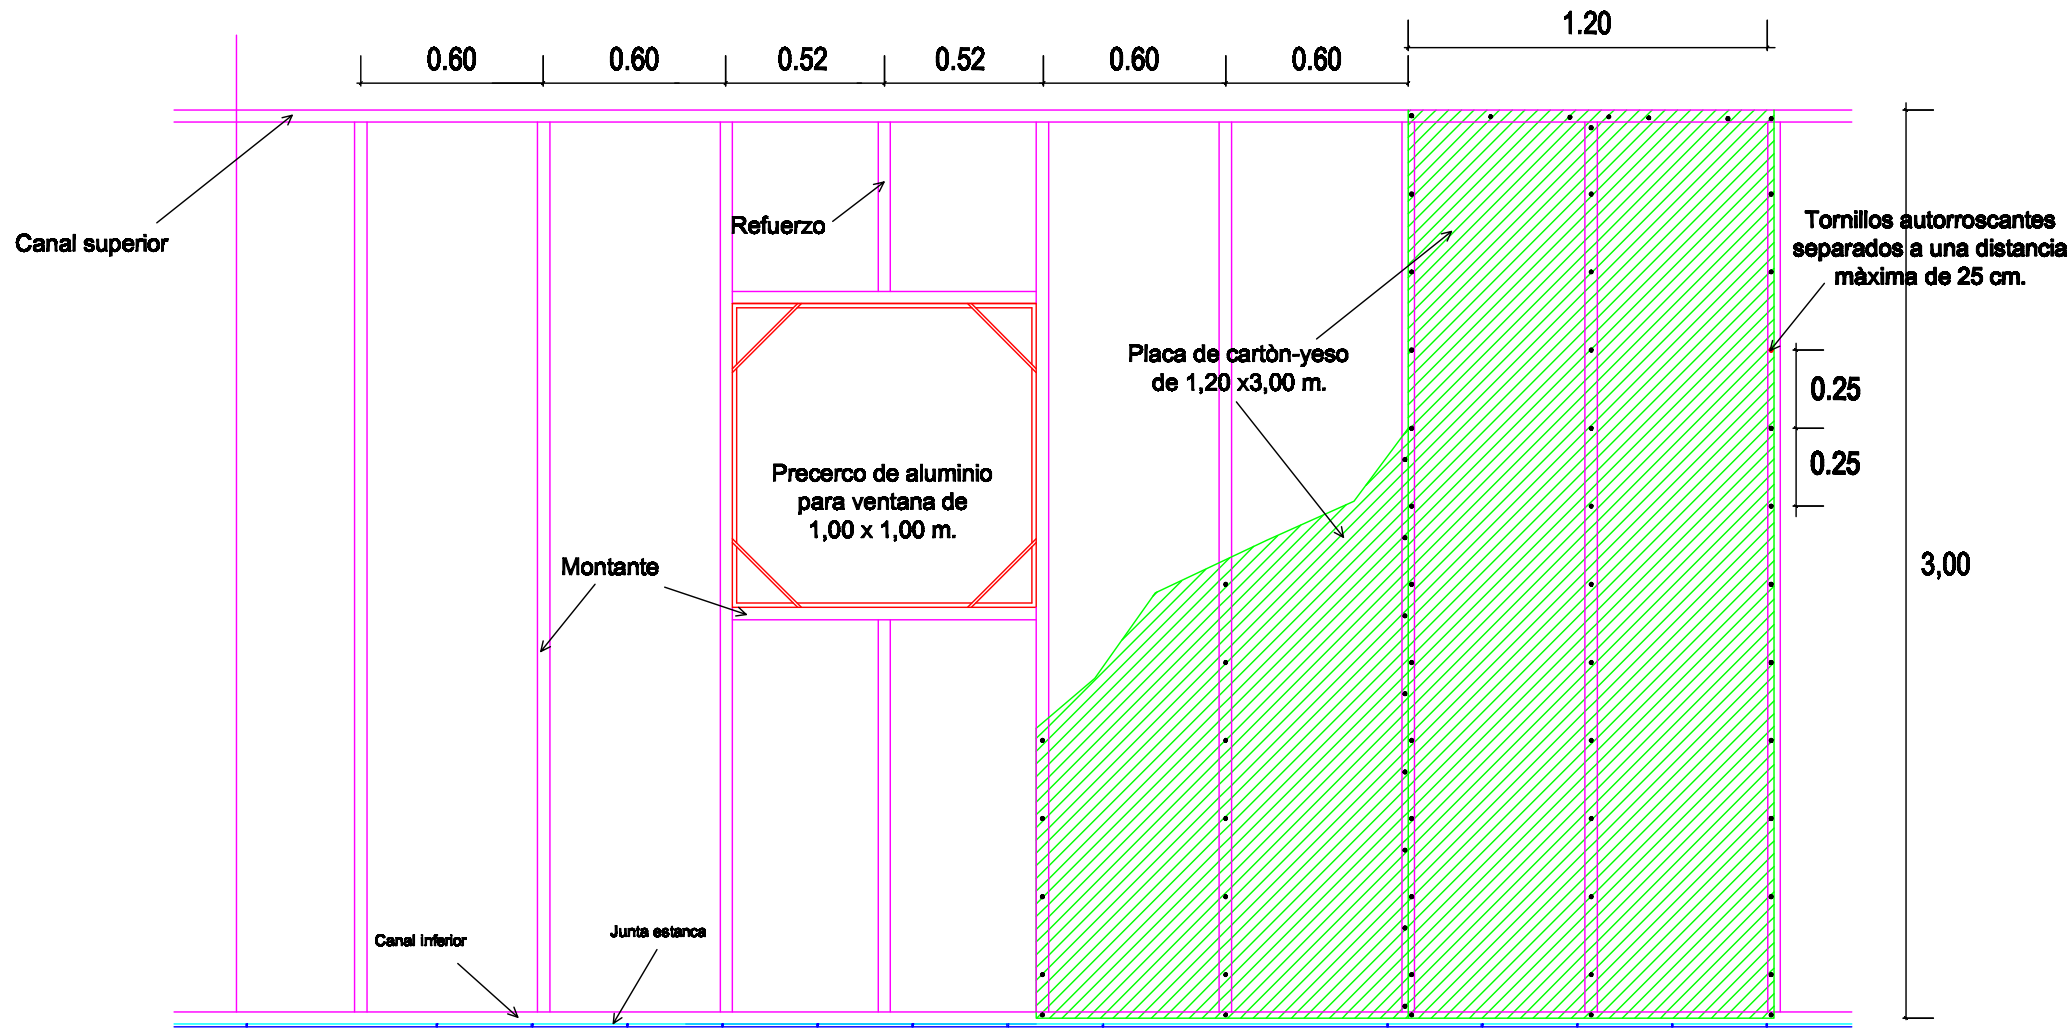 1.20
0.60
0.60
0.52
0.52
0.60
0.60
Canal superior
Refuerzo
Tornillos autorroscantes
separados a una distancia
màxima de 25 cm.
Placa de cartòn-yeso
de 1,20 x3,00 m.
0.25
0.25
Precerco de aluminio
para ventana de
1,00 x 1,00 m.
Montante
3,00
Canal inferior
Junta estanca